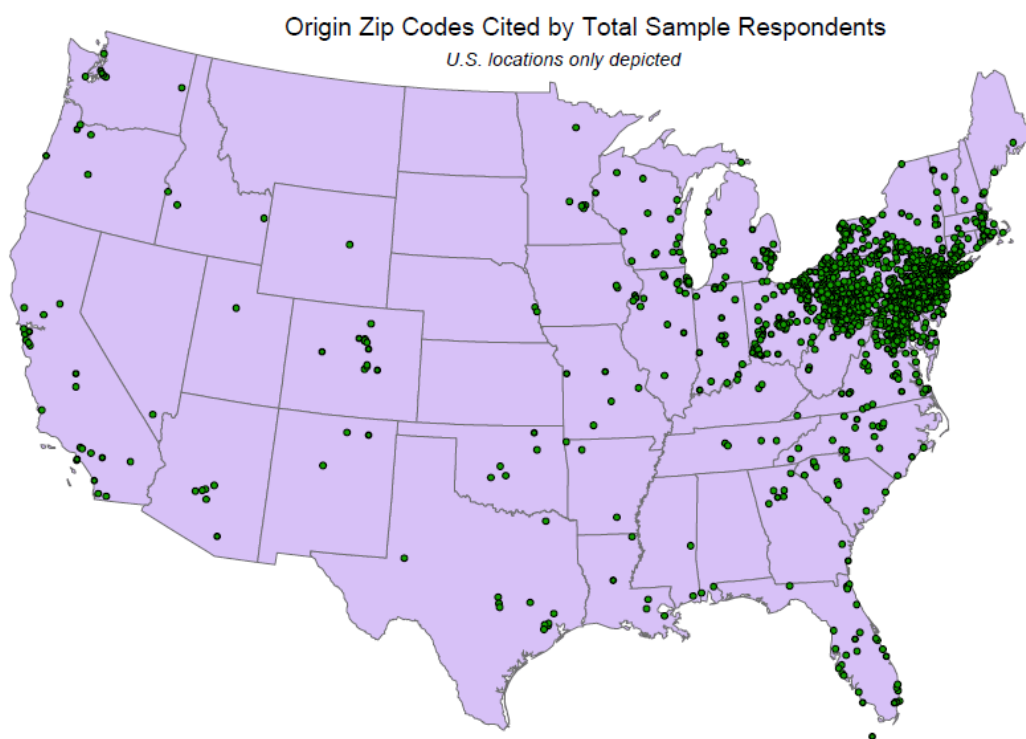 Origin Zip Codes Cited by Total Sample Respondents
U.S. locations only depicted